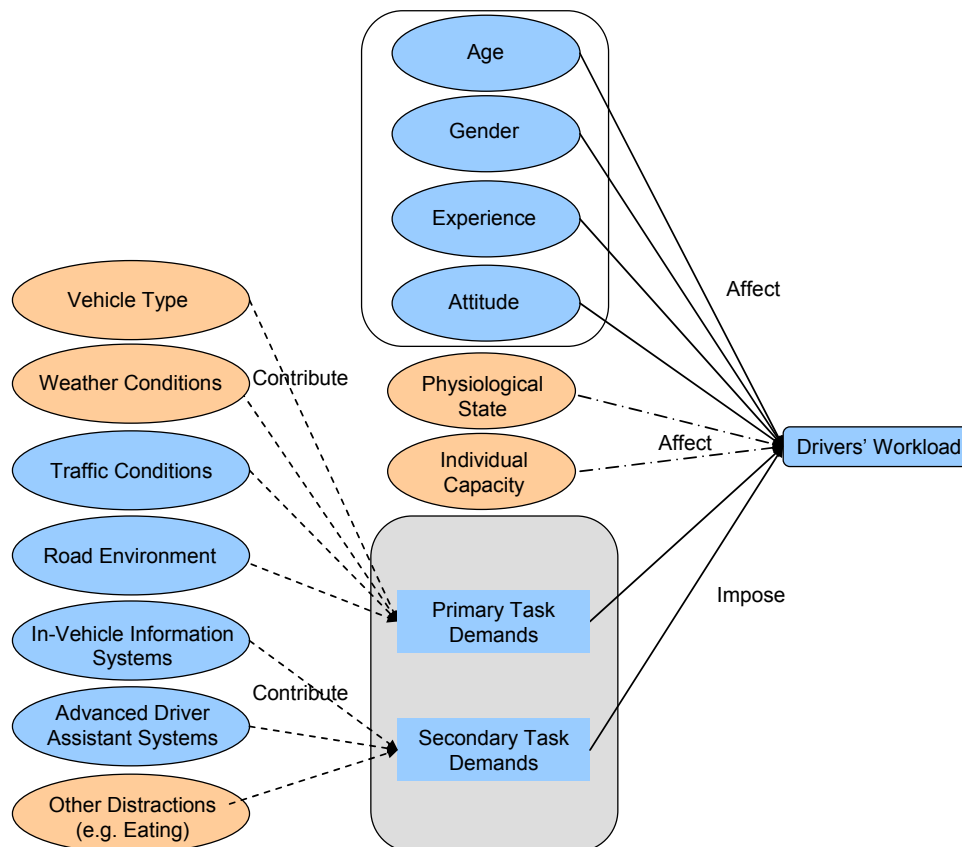 Age
Gender
Experience
Attitude
Affect
Vehicle Type
Weather Conditions
Contribute
Physiological
State
Traffic Conditions
Individual
Capacity
Affect
Drivers’ Workload
Road Environment
Primary Task
Demands
Impose
In-Vehicle Information
Systems
Contribute
Advanced Driver
Assistant Systems
Secondary Task
Demands
Other Distractions
(e.g. Eating)